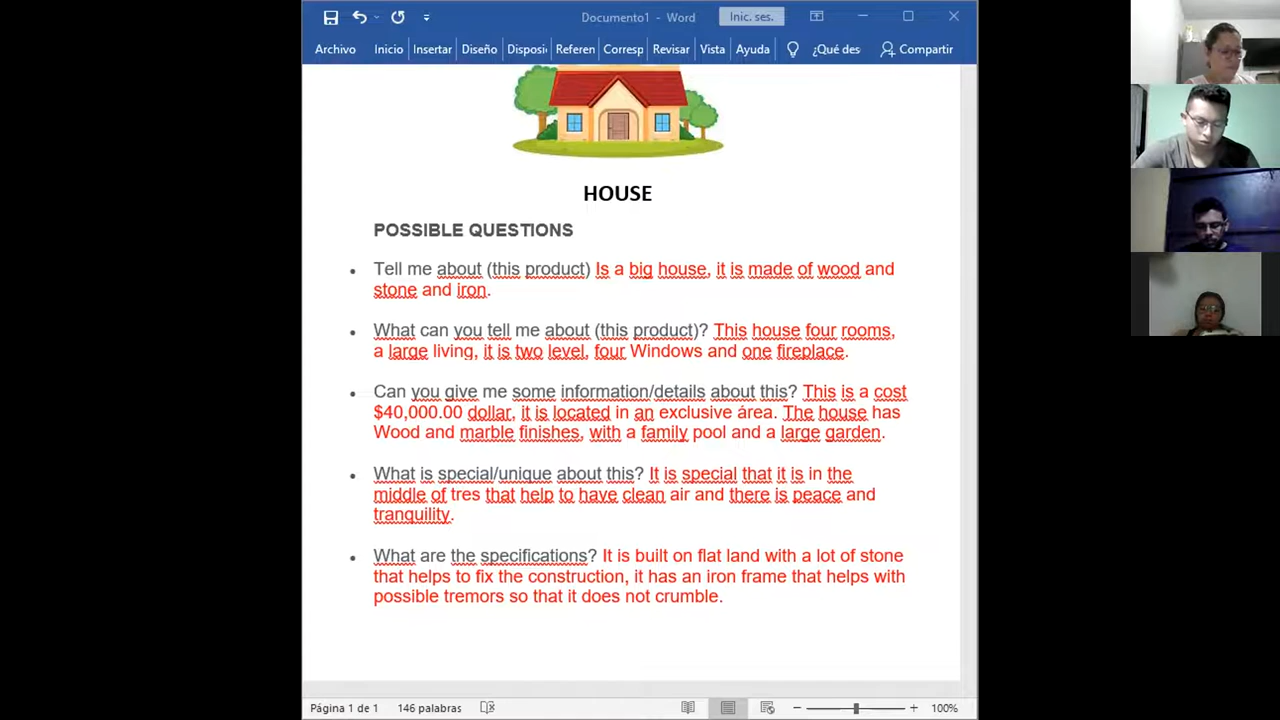 Documento1 - Word
Inic. ses.
Archivo Inicio Insertar Diseño Disposi Referen Corresp Revisar Vista Ayuda ¿Qué des Compartir
HOUSE
POSSIBLE QUESTIONS
Tell me about (this product) Is a big house, it is made of wood and
stone and iron.
What can you tell me about (this product)? This house four rooms,
a large living, it is two level, four Windows and one fireplace.
Can you give me some information/details about this? This is a cost
$40,000.00 dollar, it is located in an exclusive área. The house has
Wood and marble finishes, with a family pool and a large garden.
What is special/unique about this? It is special that it is in the
middle of tres that help to have clean air and there is peace and
tranquility.
What are the specifications? It is built on flat land with a lot of stone
that helps to fix the construction, it has an iron frame that helps with
possible tremors so that it does not crumble.
Página 1 de 1 146 palabras 100%